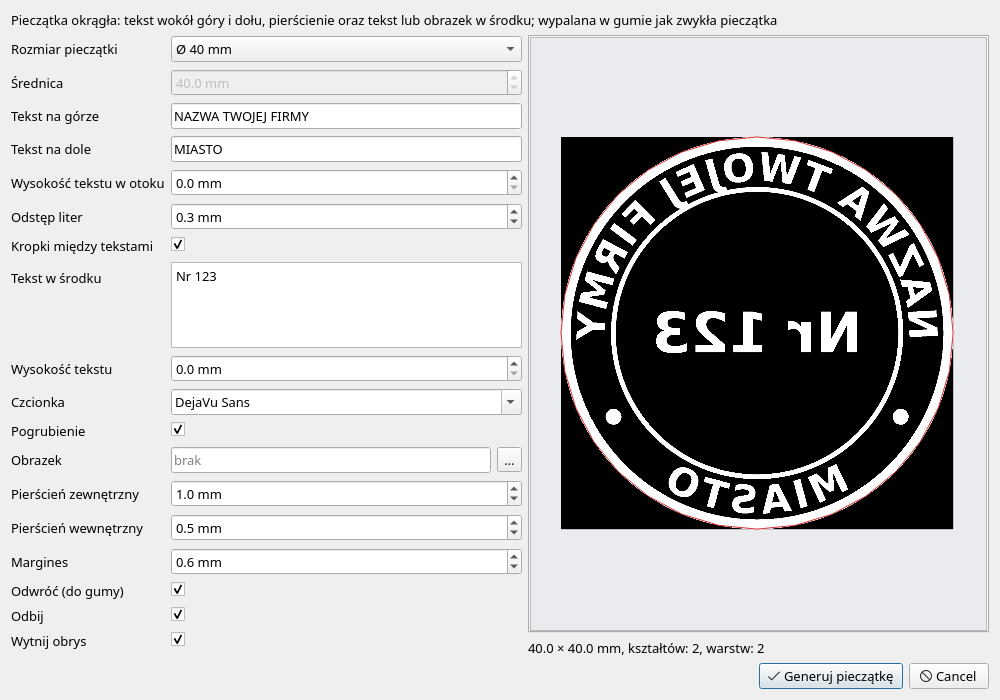 Pieczątka okrągła: tekst wokół góry i dołu, pierścienie oraz tekst lub obrazek w środku; wypalana w gumie jak zwykła pieczątka
Rozmiar pieczątki
Ø 40 mm
Średnica
40.0 mm
Tekst na górze
NAZWA TWOJEJ FIRMY
Tekst na dole
MIASTO
Wysokość tekstu w otoku
0.0 mm
Odstęp liter
0.3 mm
Kropki między tekstami
Tekst w środku
Nr 123
Wysokość tekstu
0.0 mm
Czcionka
DejaVu Sans
Pogrubienie
Obrazek
brak
...
Pierścień zewnętrzny
1.0 mm
Pierścień wewnętrzny
0.5 mm
Margines
0.6 mm
Odwróć (do gumy)
Odbij
Wytnij obrys
NAZWA TWOJEJ FIRMY
Nr 123
MIASTO
40.0 × 40.0 mm, kształtów: 2, warstw: 2
Generuj pieczątkę
Cancel